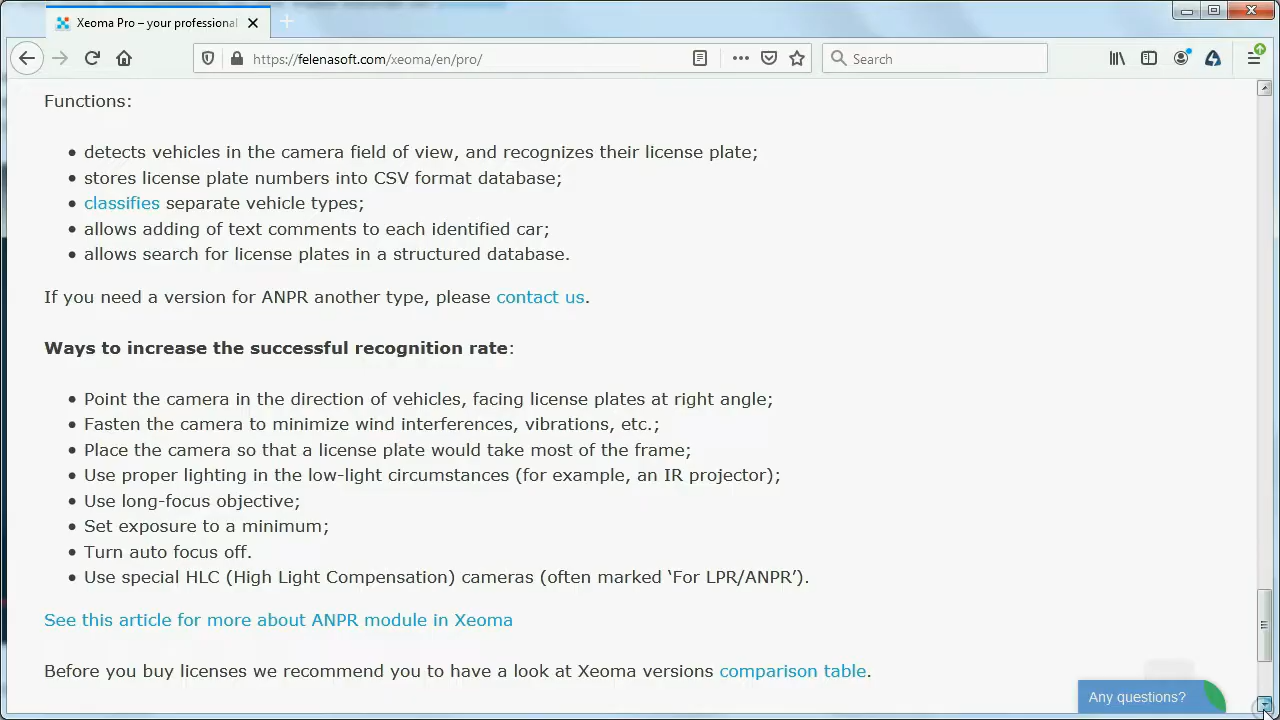 Xeoma Pro – your professional
https://felenasoft.com/xeoma/en/pro/
Search
Functions:
• detects vehicles in the camera field of view, and recognizes their license plate;
• stores license plate numbers into CSV format database;
• classifies separate vehicle types;
• allows adding of text comments to each identified car;
• allows search for license plates in a structured database.
If you need a version for ANPR another type, please contact us.
Ways to increase the successful recognition rate:
• Point the camera in the direction of vehicles, facing license plates at right angle;
• Fasten the camera to minimize wind interferences, vibrations, etc.;
• Place the camera so that a license plate would take most of the frame;
• Use proper lighting in the low-light circumstances (for example, an IR projector);
• Use long-focus objective;
• Set exposure to a minimum;
• Turn auto focus off.
• Use special HLC (High Light Compensation) cameras (often marked ‘For LPR/ANPR’).
See this article for more about ANPR module in Xeoma
Before you buy licenses we recommend you to have a look at Xeoma versions comparison table.
Any questions?